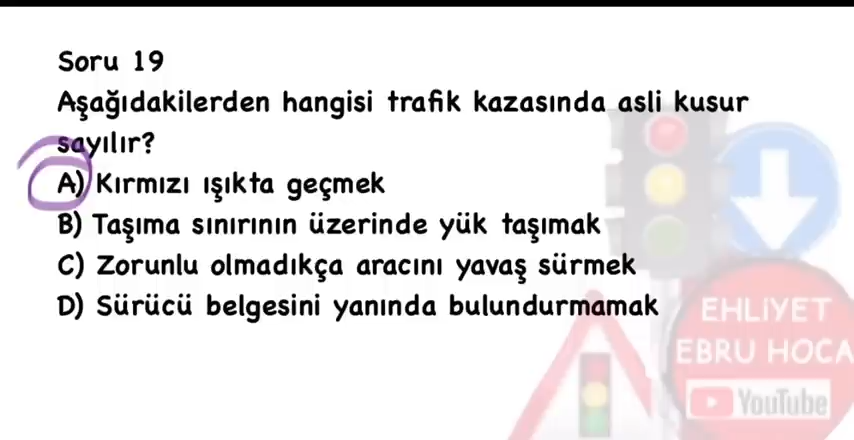 Soru 19
Aşağıdakilerden hangisi trafik kazasında asli kusur
sayılır?
A) Kırmızı ışıkta geçmek
B) Taşıma sınırının üzerinde yük taşımak
C) Zorunlu olmadıkça aracını yavaş sürmek
D) Sürücü belgesini yanında bulundurmamak
EHLİYET
EBRU HOCA
YouTube